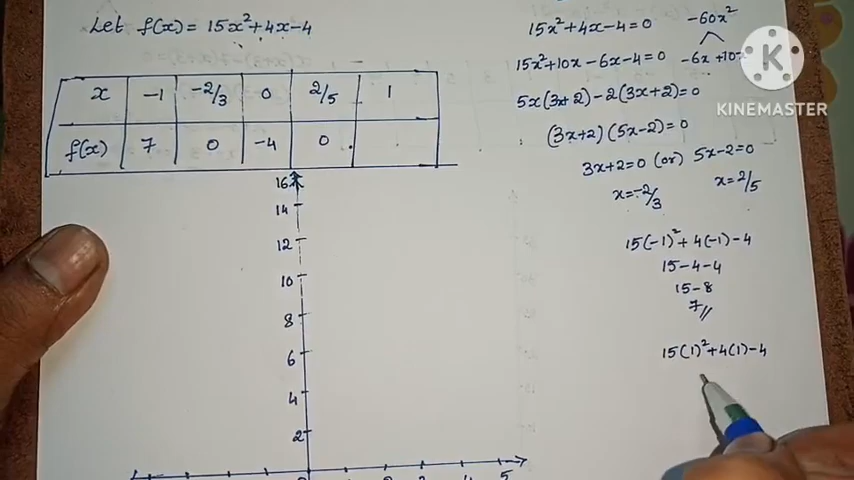 Let f(x) = 15x²+4x-4
x -1 -2/3 0 2/5 1
f(x) 7 0 -4 0
16
14
12
10
8
6
4
2
4 5
15x²+4x-4=0
-60x²
15x²+10x-6x-4=0
-6x +10x
5x(3x+2)-2(3x+2)=0
(3x+2)(5x-2)=0
3x+2=0 (or) 5x-2=0
x=-2/3 x=2/5
15(-1)²+4(-1)-4
15-4-4
15-8
7//
15(1)²+4(1)-4
K
KINEMASTER